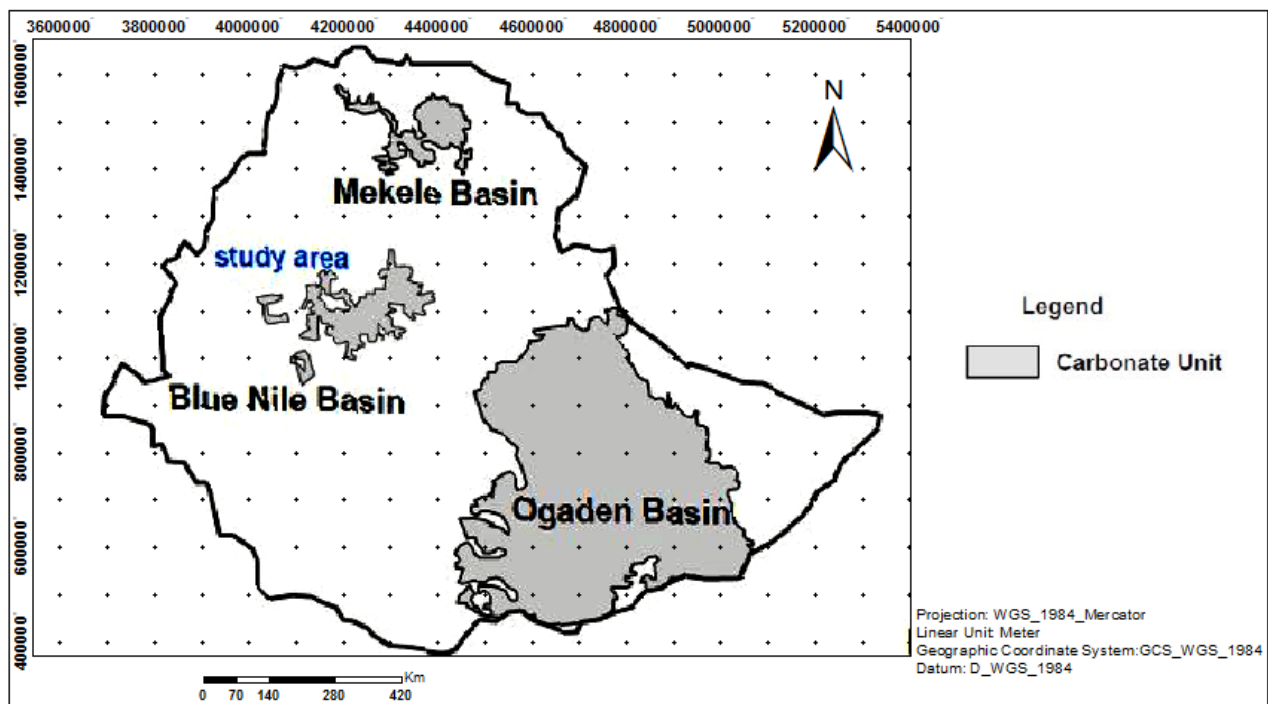 3600000 3800000 4000000 4200000 4400000 4600000 4800000 5000000 5200000 5400000
1600000
1400000
1200000
1000000
800000
600000
400000
N
Mekele Basin
study area
Blue Nile Basin
Ogaden Basin
Legend
Carbonate Unit
Projection: WGS_1984_Mercator
Linear Unit: Meter
Geographic Coordinate System:GCS_WGS_1984
Datum: D_WGS_1984
Km
0 70 140 280 420